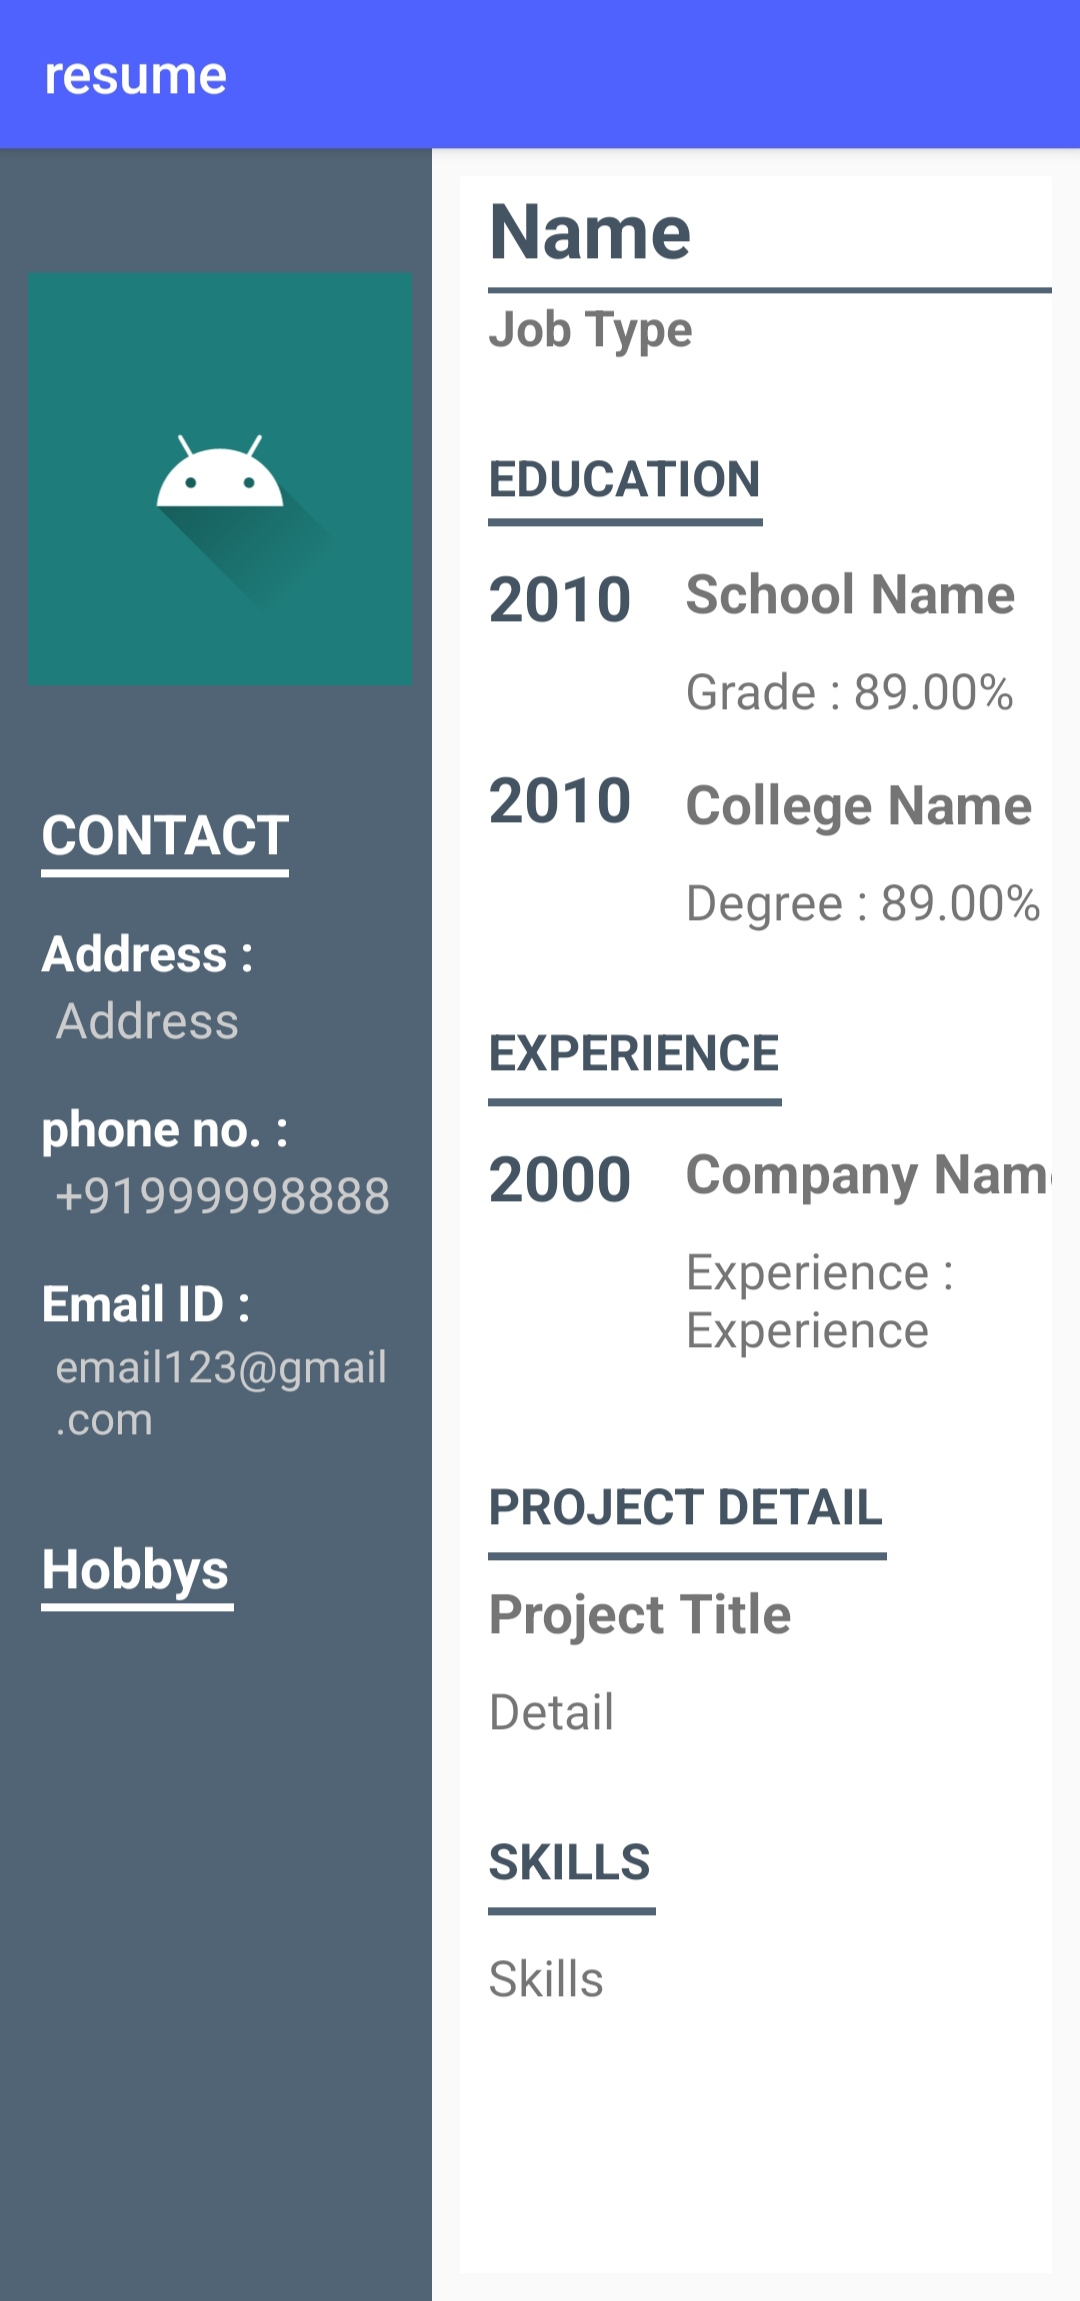 resume
CONTACT
Address :
Address
phone no. :
+91999998888
Email ID :
email123@gmail
.com
Hobbys
Name
Job Type
EDUCATION
2010 School Name
Grade : 89.00%
2010 College Name
Degree : 89.00%
EXPERIENCE
2000 Company Nam
Experience :
Experience
PROJECT DETAIL
Project Title
Detail
SKILLS
Skills